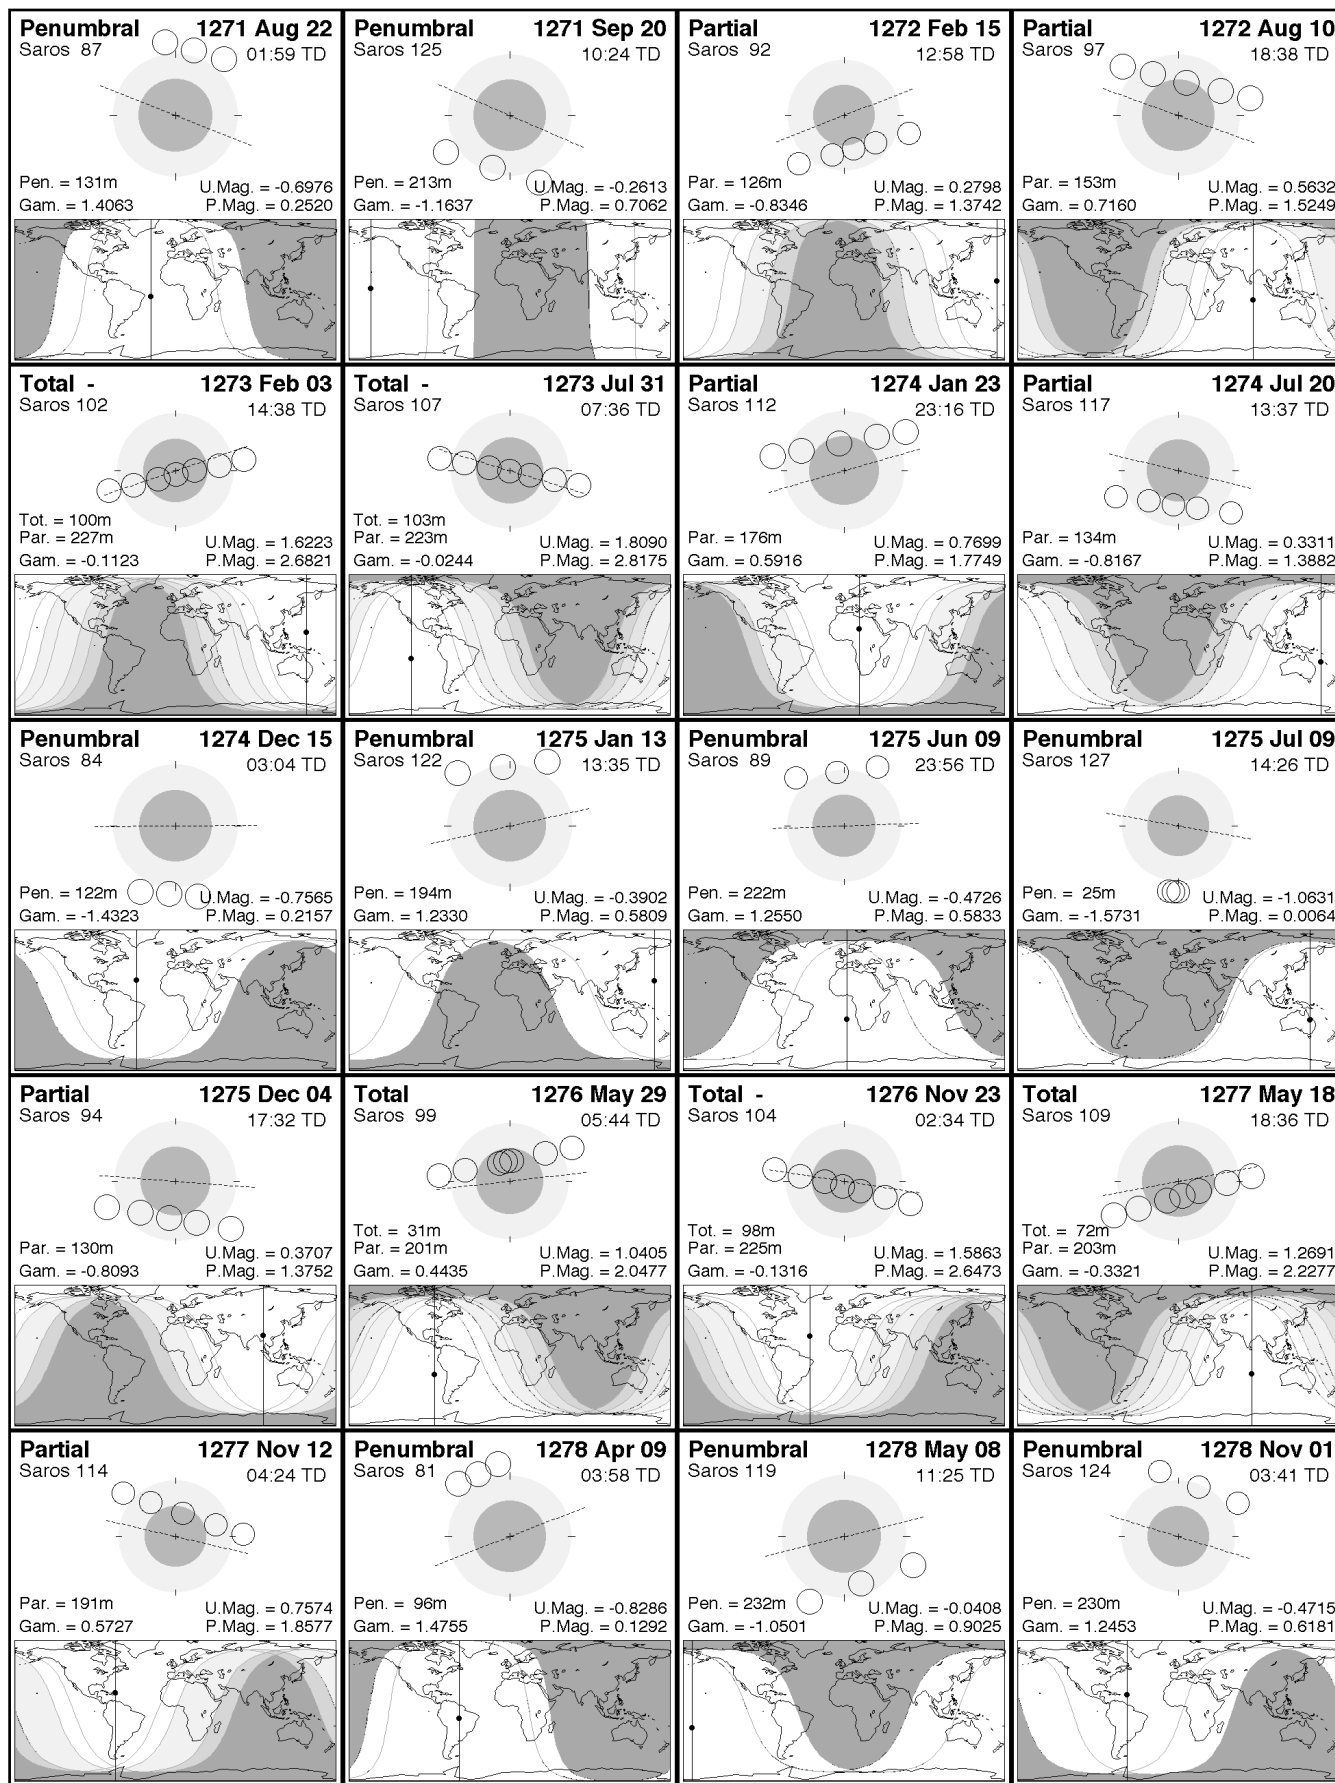 Penumbral 1271 Aug 22
Saros 87 01:59 TD
Pen. = 131m U.Mag. = -0.6976
Gam. = 1.4063 P.Mag. = 0.2520
Penumbral 1271 Sep 20
Saros 125 10:24 TD
Pen. = 213m U.Mag. = -0.2613
Gam. = -1.1637 P.Mag. = 0.7062
Partial 1272 Feb 15
Saros 92 12:58 TD
Par. = 126m U.Mag. = 0.2798
Gam. = -0.8346 P.Mag. = 1.3742
Partial 1272 Aug 10
Saros 97 18:38 TD
Par. = 153m U.Mag. = 0.5632
Gam. = 0.7160 P.Mag. = 1.5249
Total - 1273 Feb 03
Saros 102 14:38 TD
Tot. = 100m
Par. = 227m U.Mag. = 1.6223
Gam. = -0.1123 P.Mag. = 2.6821
Total - 1273 Jul 31
Saros 107 07:36 TD
Tot. = 103m
Par. = 223m U.Mag. = 1.8090
Gam. = -0.0244 P.Mag. = 2.8175
Partial 1274 Jan 23
Saros 112 23:16 TD
Par. = 176m U.Mag. = 0.7699
Gam. = 0.5916 P.Mag. = 1.7749
Partial 1274 Jul 20
Saros 117 13:37 TD
Par. = 134m U.Mag. = 0.3311
Gam. = -0.8167 P.Mag. = 1.3882
Penumbral 1274 Dec 15
Saros 84 03:04 TD
Pen. = 122m U.Mag. = -0.7565
Gam. = -1.4323 P.Mag. = 0.2157
Penumbral 1275 Jan 13
Saros 122 13:35 TD
Pen. = 194m U.Mag. = -0.3902
Gam. = 1.2330 P.Mag. = 0.5809
Penumbral 1275 Jun 09
Saros 89 23:56 TD
Pen. = 222m U.Mag. = -0.4726
Gam. = 1.2550 P.Mag. = 0.5833
Penumbral 1275 Jul 09
Saros 127 14:26 TD
Pen. = 25m U.Mag. = -1.0631
Gam. = -1.5731 P.Mag. = 0.0064
Partial 1275 Dec 04
Saros 94 17:32 TD
Par. = 130m U.Mag. = 0.3707
Gam. = -0.8093 P.Mag. = 1.3752
Total 1276 May 29
Saros 99 05:44 TD
Tot. = 31m
Par. = 201m U.Mag. = 1.0405
Gam. = 0.4435 P.Mag. = 2.0477
Total - 1276 Nov 23
Saros 104 02:34 TD
Tot. = 98m
Par. = 225m U.Mag. = 1.5863
Gam. = -0.1316 P.Mag. = 2.6473
Total 1277 May 18
Saros 109 18:36 TD
Tot. = 72m
Par. = 203m U.Mag. = 1.2691
Gam. = -0.3321 P.Mag. = 2.2277
Partial 1277 Nov 12
Saros 114 04:24 TD
Par. = 191m U.Mag. = 0.7574
Gam. = 0.5727 P.Mag. = 1.8577
Penumbral 1278 Apr 09
Saros 81 03:58 TD
Pen. = 96m U.Mag. = -0.8286
Gam. = 1.4755 P.Mag. = 0.1292
Penumbral 1278 May 08
Saros 119 11:25 TD
Pen. = 232m U.Mag. = -0.0408
Gam. = -1.0501 P.Mag. = 0.9025
Penumbral 1278 Nov 01
Saros 124 03:41 TD
Pen. = 230m U.Mag. = -0.4715
Gam. = 1.2453 P.Mag. = 0.6181